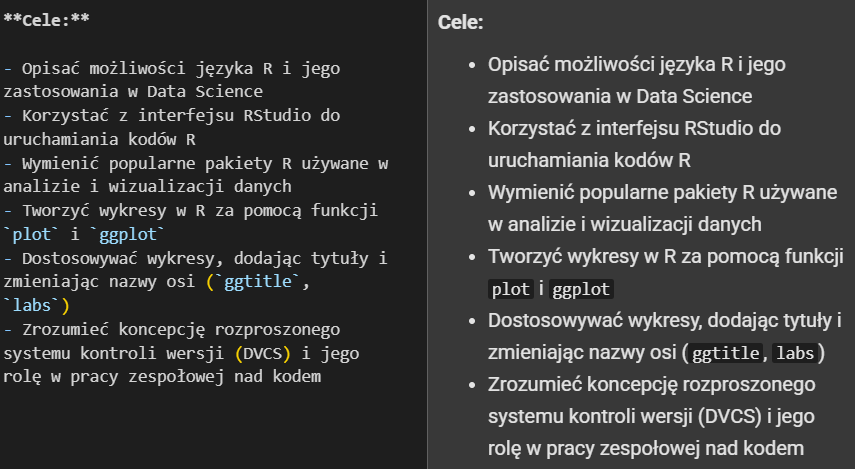 **Cele:**
- Opisać możliwości języka R i jego
zastosowania w Data Science
- Korzystać z interfejsu RStudio do
uruchamiania kodów R
- Wymienić popularne pakiety R używane w
analizie i wizualizacji danych
- Tworzyć wykresy w R za pomocą funkcji
`plot` i `ggplot`
- Dostosowywać wykresy, dodając tytuły i
zmieniając nazwy osi (`ggtitle`,
`labs`)
- Zrozumieć koncepcję rozproszonego
systemu kontroli wersji (DVCS) i jego
rolę w pracy zespołowej nad kodem
Cele:
• Opisać możliwości języka R i jego
zastosowania w Data Science
• Korzystać z interfejsu RStudio do
uruchamiania kodów R
• Wymienić popularne pakiety R używane
w analizie i wizualizacji danych
• Tworzyć wykresy w R za pomocą funkcji
plot i ggplot
• Dostosowywać wykresy, dodając tytuły i
zmieniając nazwy osi (ggtitle, labs)
• Zrozumieć koncepcję rozproszonego
systemu kontroli wersji (DVCS) i jego
rolę w pracy zespołowej nad kodem